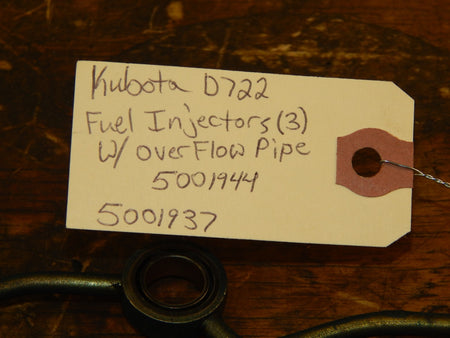 Kubota D722
Fuel Injectors (3)
W/ overFlow Pipe
5001944
5001937